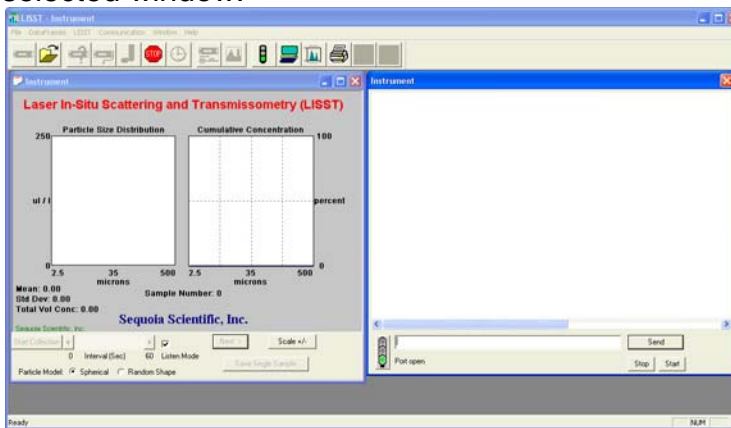 selected window.
LISST - Instrument
File DataFrames LISST Communication Window Help
STOP
Instrument
Laser In-Situ Scattering and Transmissometry (LISST)
Particle Size Distribution
Cumulative Concentration
250
100
ul / l
percent
0
0
2.5 35 500
2.5 35 500
microns
microns
Mean: 0.00
Std Dev: 0.00
Total Vol Conc: 0.00
Sample Number: 0
Sequoia Scientific, Inc.
Sequoia Scientific, Inc.
Start Collection
Next >
Scale +/-
0 Interval (Sec) 60 Listen Mode
Save Single Sample
Particle Model: Spherical Random Shape
Instrument
Send
Port open
Stop Start
Ready
NUM